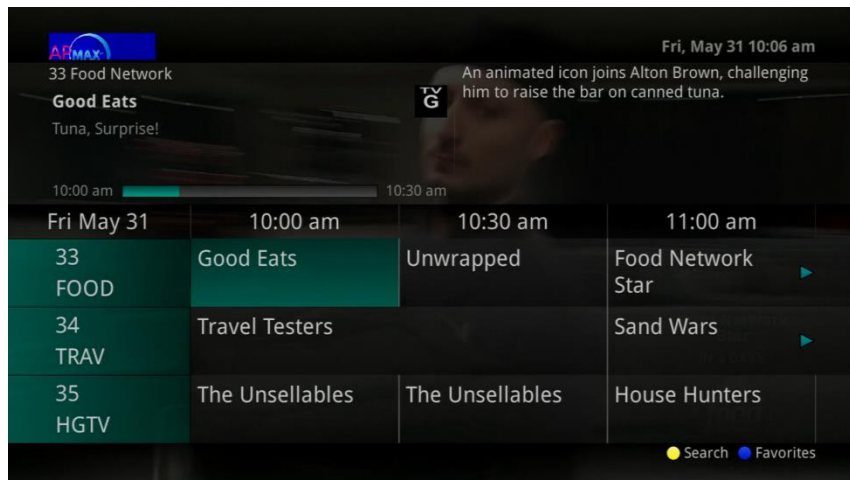 ARMAX
Fri, May 31 10:06 am
33 Food Network
Good Eats
Tuna, Surprise!
TV
G
An animated icon joins Alton Brown, challenging
him to raise the bar on canned tuna.
10:00 am 10:30 am
Fri May 31 10:00 am 10:30 am 11:00 am
33
FOOD
Good Eats
Unwrapped
Food Network
Star
34
TRAV
Travel Testers
Sand Wars
35
HGTV
The Unsellables
The Unsellables
House Hunters
Search Favorites